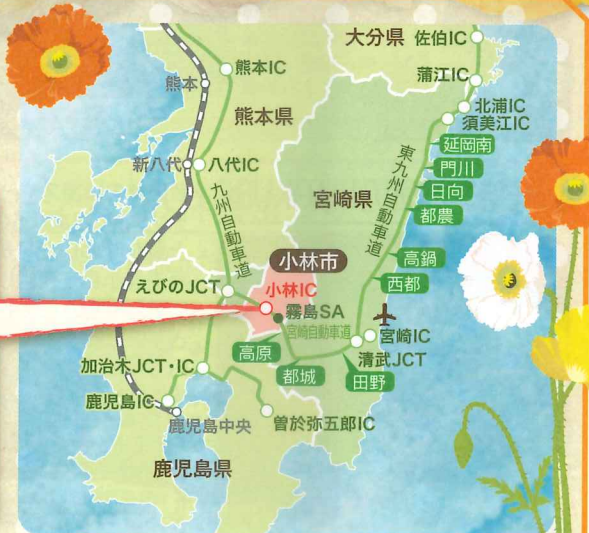 大分県
佐伯IC
蒲江IC
北浦IC
須美江IC
延岡南
門川
日向
都農
高鍋
西都
東九州自動車道
熊本IC
熊本
熊本県
新八代
八代IC
九州自動車道
宮崎県
小林市
えびのJCT
小林IC
霧島SA
宮崎自動車道
宮崎IC
清武JCT
高原
都城
田野
加治木JCT・IC
鹿児島IC
鹿児島中央
曽於弥五郎IC
鹿児島県